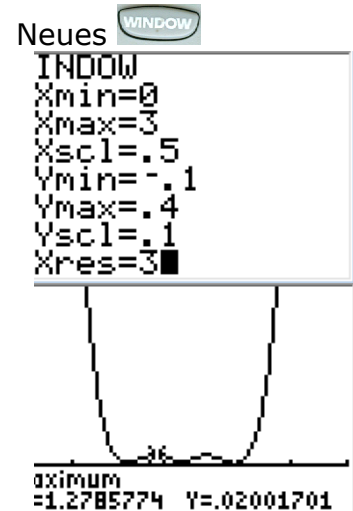 Neues WINDOW
INDOW
Xmin=0
Xmax=3
Xscl=.5
Ymin=-.1
Ymax=.4
Yscl=.1
Xres=3
aximum
=1.2785774 Y=.02001701